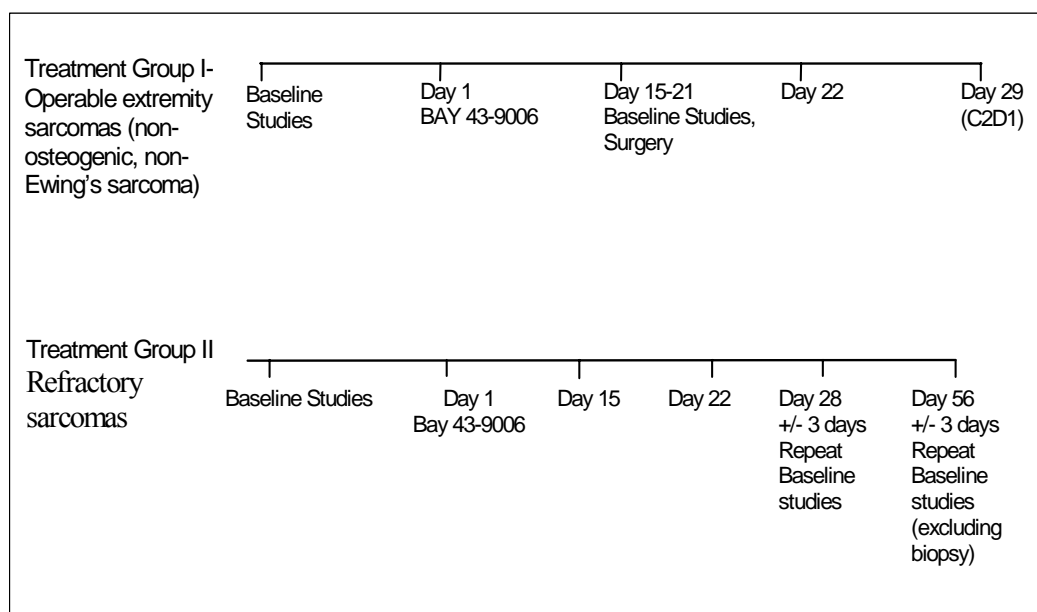 Treatment Group I-
Operable extremity
sarcomas (non-
osteogenic, non-
Ewing's sarcoma)
Baseline
Studies
Day 1
BAY 43-9006
Day 15-21
Baseline Studies,
Surgery
Day 22
Day 29
(C2D1)
Treatment Group II
Refractory
sarcomas
Baseline Studies
Day 1
Bay 43-9006
Day 15
Day 22
Day 28
+/- 3 days
Repeat
Baseline
studies
Day 56
+/- 3 days
Repeat
Baseline
studies
(excluding
biopsy)